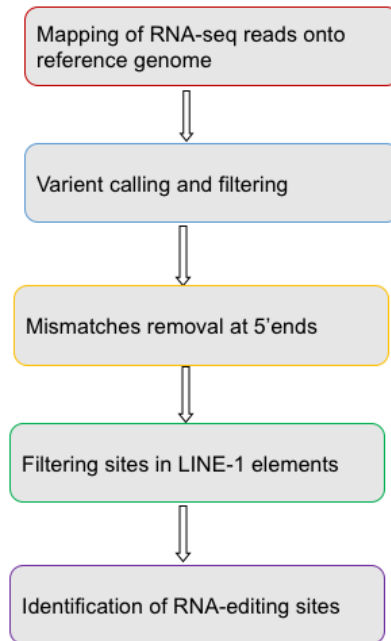 Mapping of RNA-seq reads onto
reference genome
Varient calling and filtering
Mismatches removal at 5'ends
Filtering sites in LINE-1 elements
Identification of RNA-editing sites